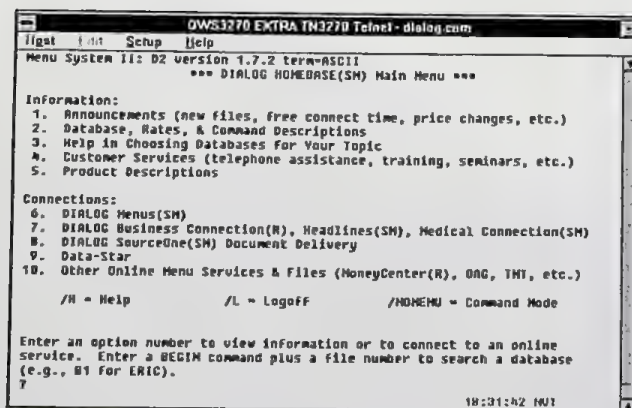 QWS3270 EXTRA TN3270 Telnet - dialog.com
Host Edit Setup Help
Menu System II: D2 version 1.7.2 term=ASCII
*** DIALOG HOMEBASE(SM) Main Menu ***
Information:
1. Announcements (new files, free connect time, price changes, etc.)
2. Database, Rates, & Command Descriptions
3. Help in Choosing Databases for Your Topic
4. Customer Services (telephone assistance, training, seminars, etc.)
5. Product Descriptions
Connections:
6. DIALOG Menus(SM)
7. DIALOG Business Connection(R), Headlines(SM), Medical Connection(SM)
8. DIALOG SourceOne(SM) Document Delivery
9. Data-Star
10. Other Online Menu Services & Files (MoneyCenter(R), OAG, TNT, etc.)
/H = Help /L = Logoff /NOMENU = Command Mode
Enter an option number to view information or to connect to an online
service. Enter a BEGIN command plus a file number to search a database
(e.g., B1 for ERIC).
?
18:31:42 NVT